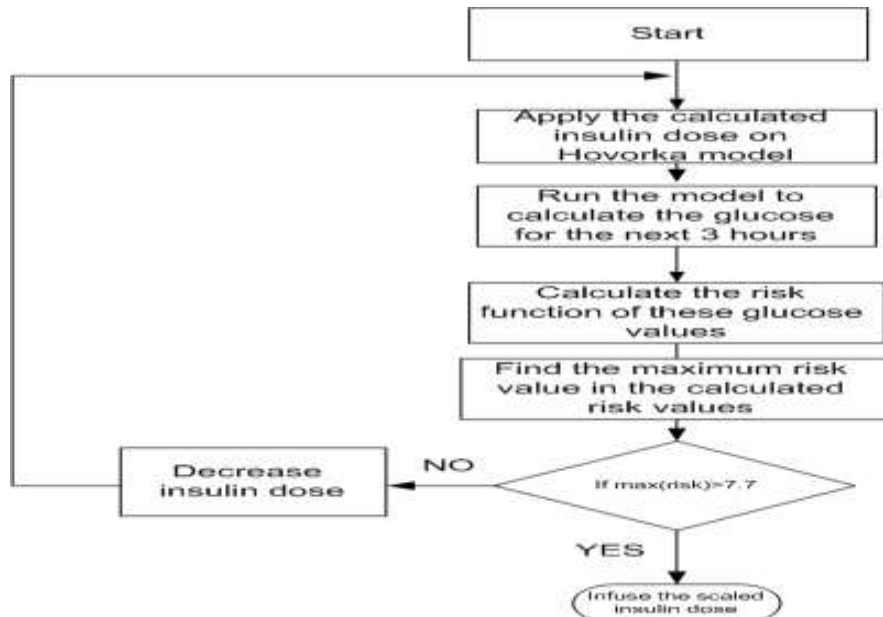 Start
Apply the calculated
insulin dose on
Hovorka model
Run the model to
calculate the glucose
for the next 3 hours
Calculate the risk
function of these glucose
values
Find the maximum risk
value in the calculated
risk values
If max(risk)>7.7
NO
Decrease
insulin dose
YES
Infuse the scaled
insulin dose